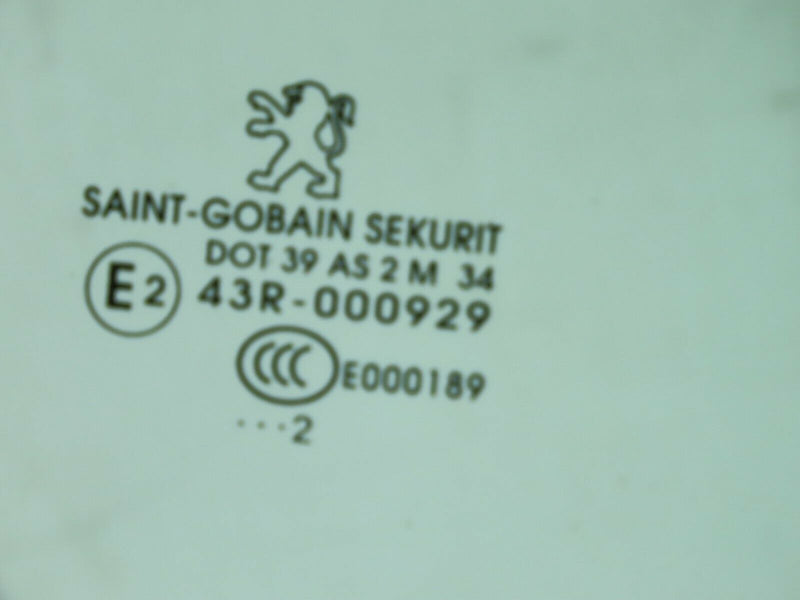 SAINT-GOBAIN SEKURIT
DOT 39 AS 2 M 34
E2 43R-000929
CCC E000189
...2